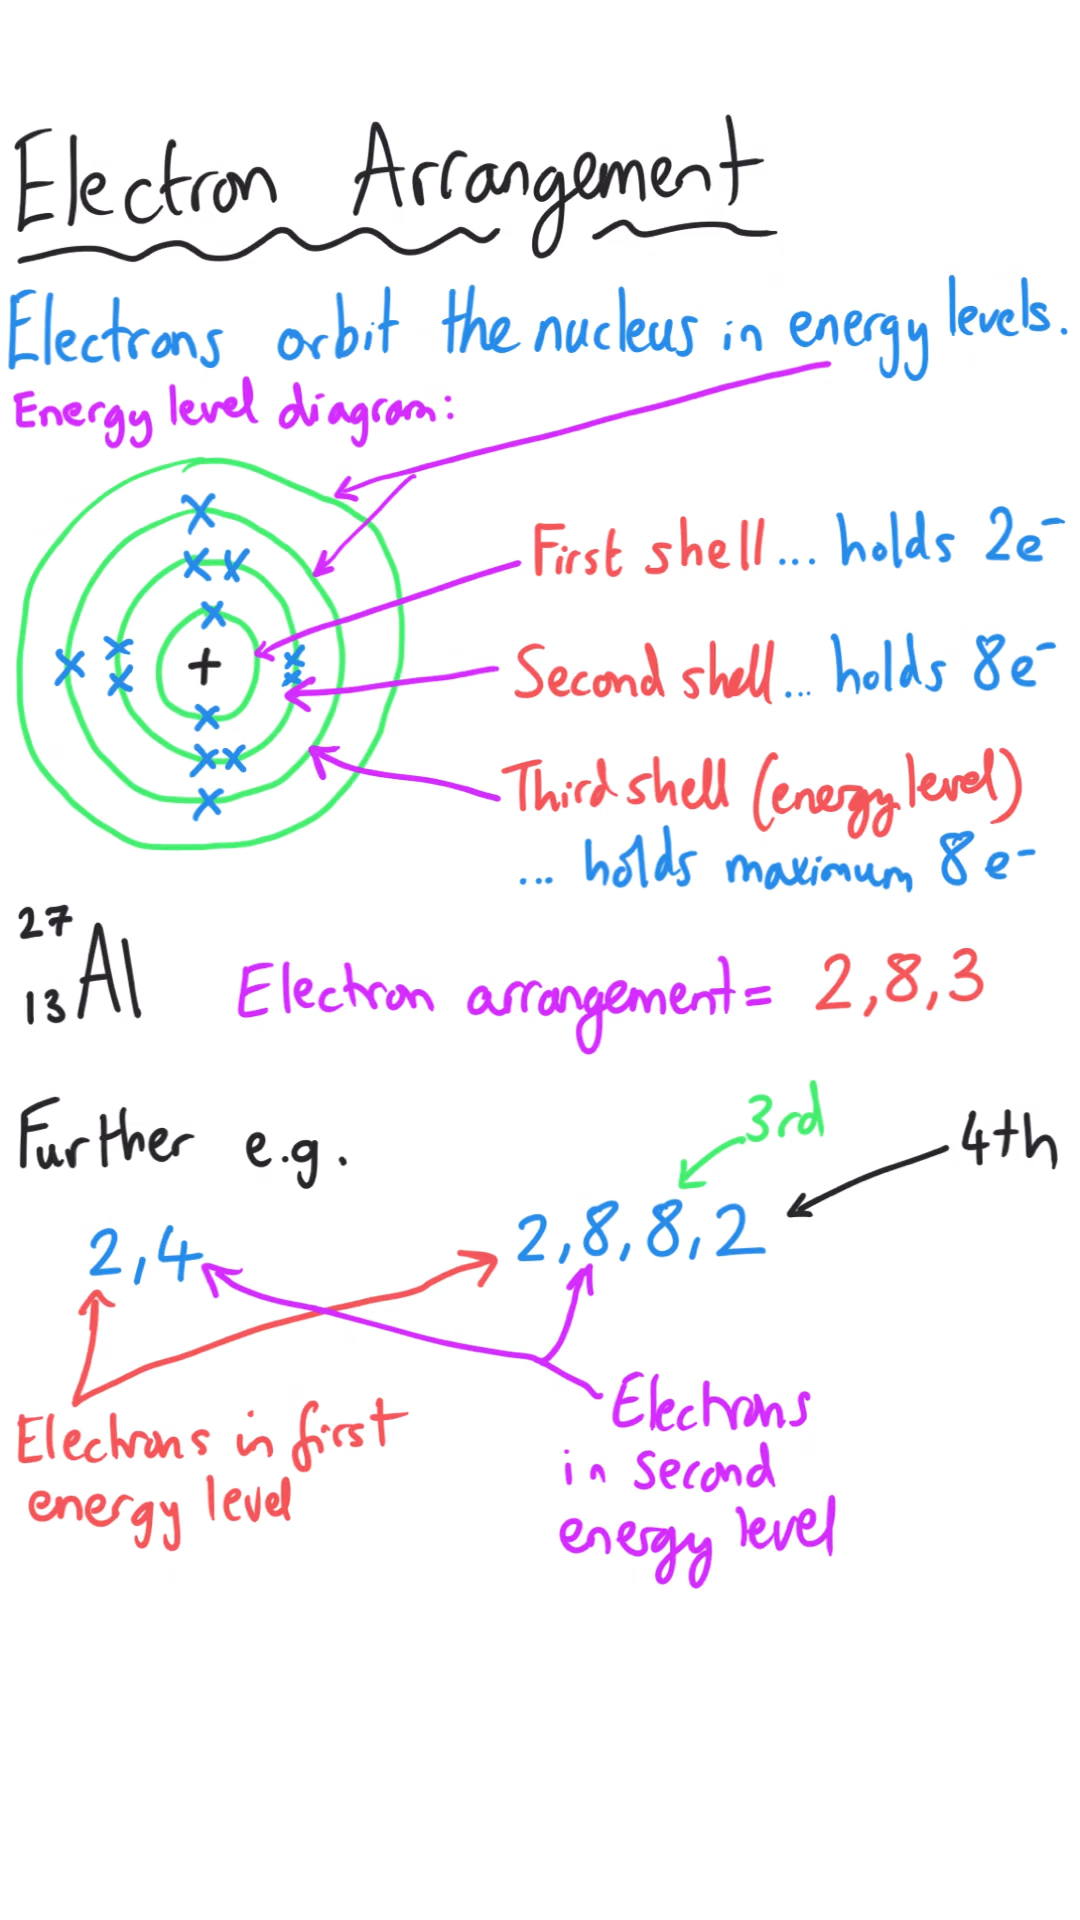 Electron Arrangement
Electrons orbit the nucleus in energy levels.
Energy level diagram:
+
First shell... holds 2e⁻
Second shell... holds 8e⁻
Third shell (energy level)
... holds maximum 8e⁻
27
13 Al
Electron arrangement = 2,8,3
Further e.g.
3rd
4th
2,4
2,8,8,2
Electrons in first
energy level
Electrons
in second
energy level